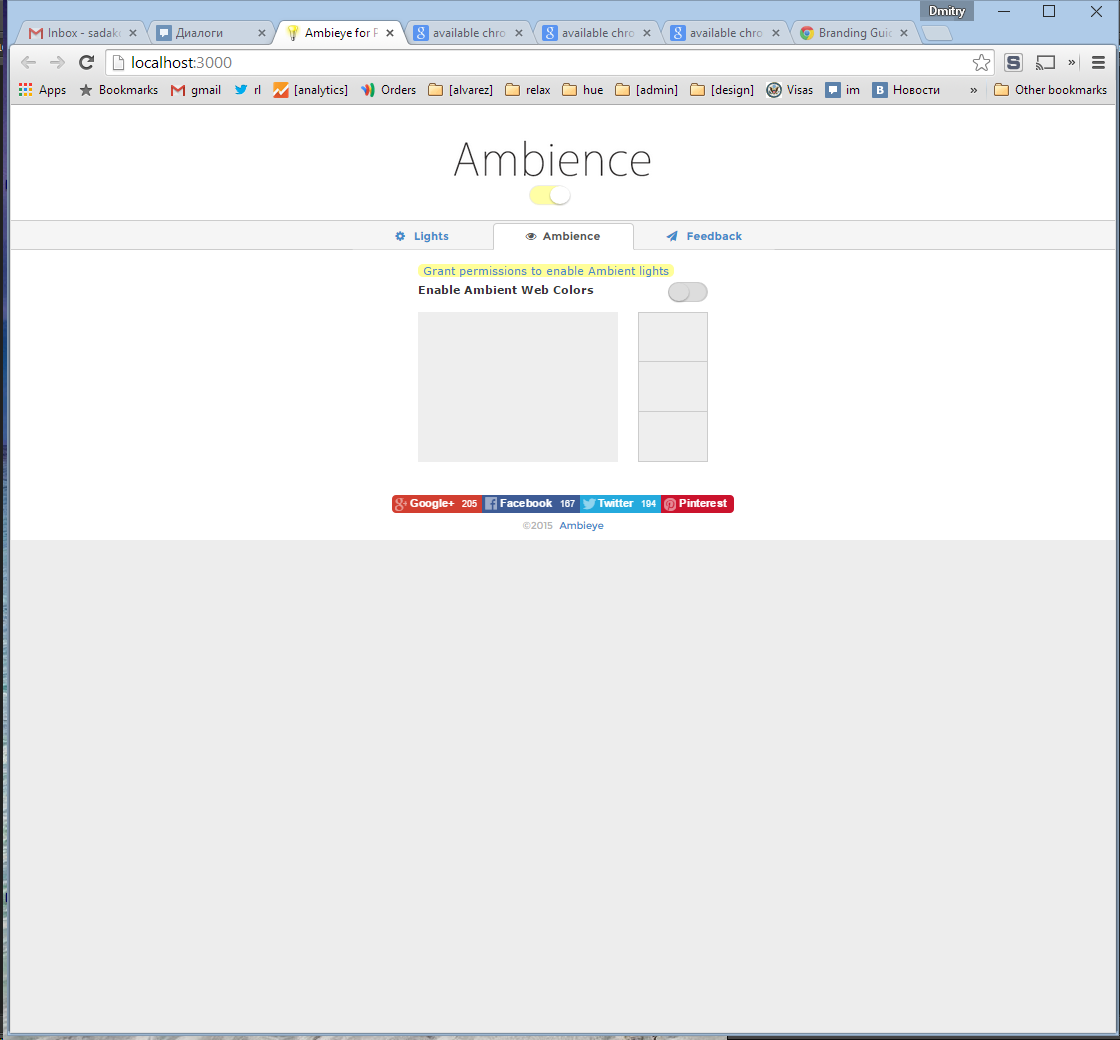 Dmitry
Inbox - sadak
Диалоги
Ambieye for P
available chro
available chro
available chro
Branding Guid
localhost:3000
Apps Bookmarks gmail rl [analytics] Orders [alvarez] relax hue [admin] [design] Visas im Новости » Other bookmarks
Ambience
Lights Ambience Feedback
Grant permissions to enable Ambient lights
Enable Ambient Web Colors
Google+ 205 Facebook 167 Twitter 194 Pinterest
©2015 Ambieye